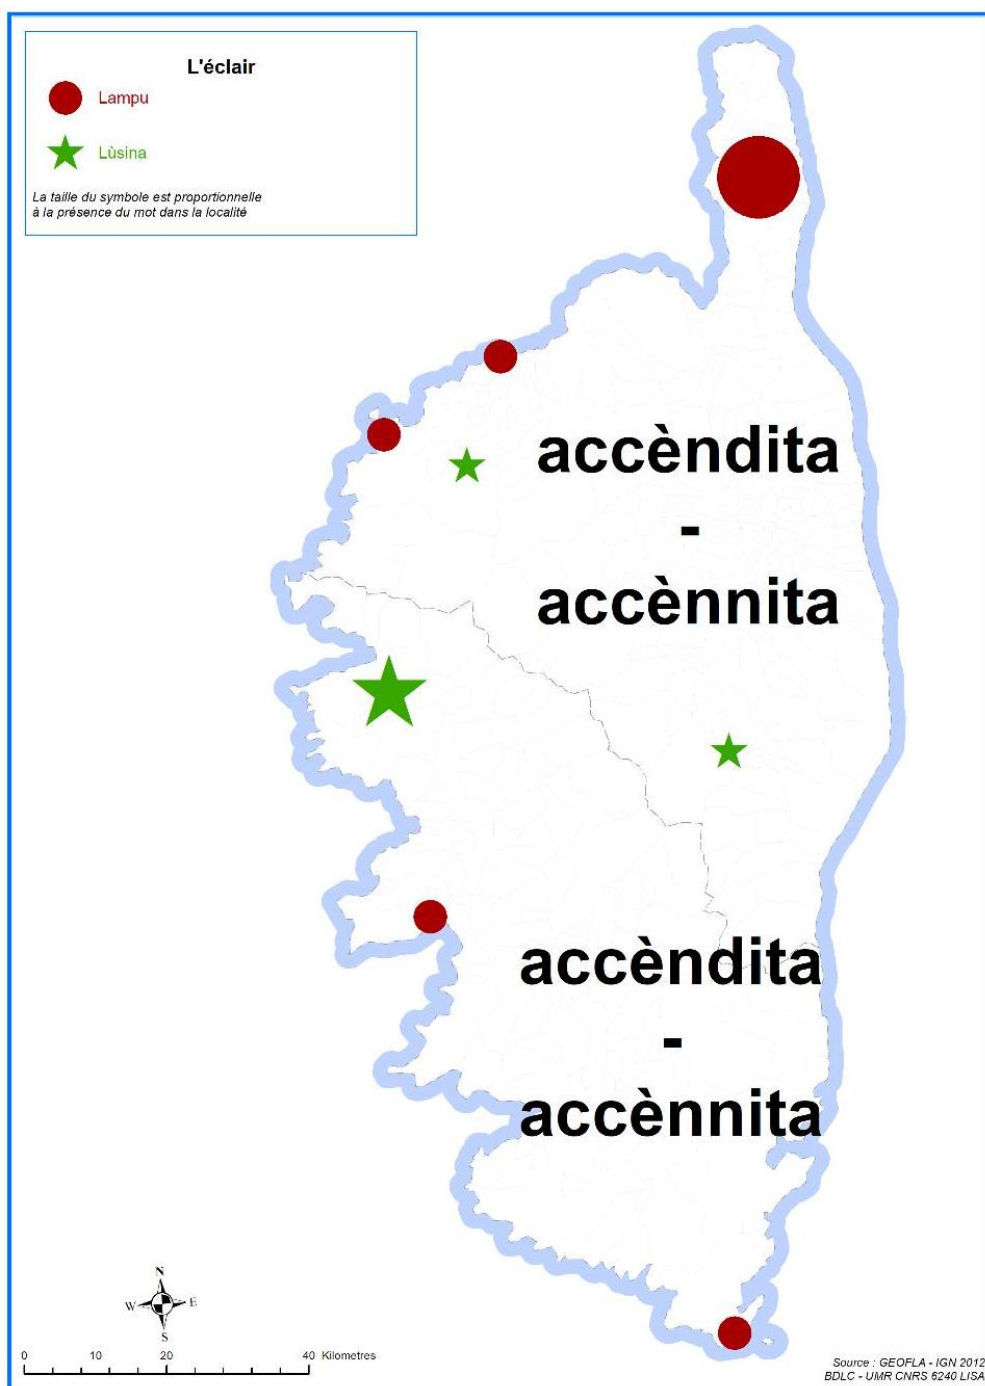 L'éclair
Lampu
Lùsina
La taille du symbole est proportionnelle
à la présence du mot dans la localité
accèndita
-
accènnita
accèndita
-
accènnita
N
W E
S
0 10 20 40 Kilometres
Source : GEOFLA - IGN 2012
BDLC - UMR CNRS 6240 LISA